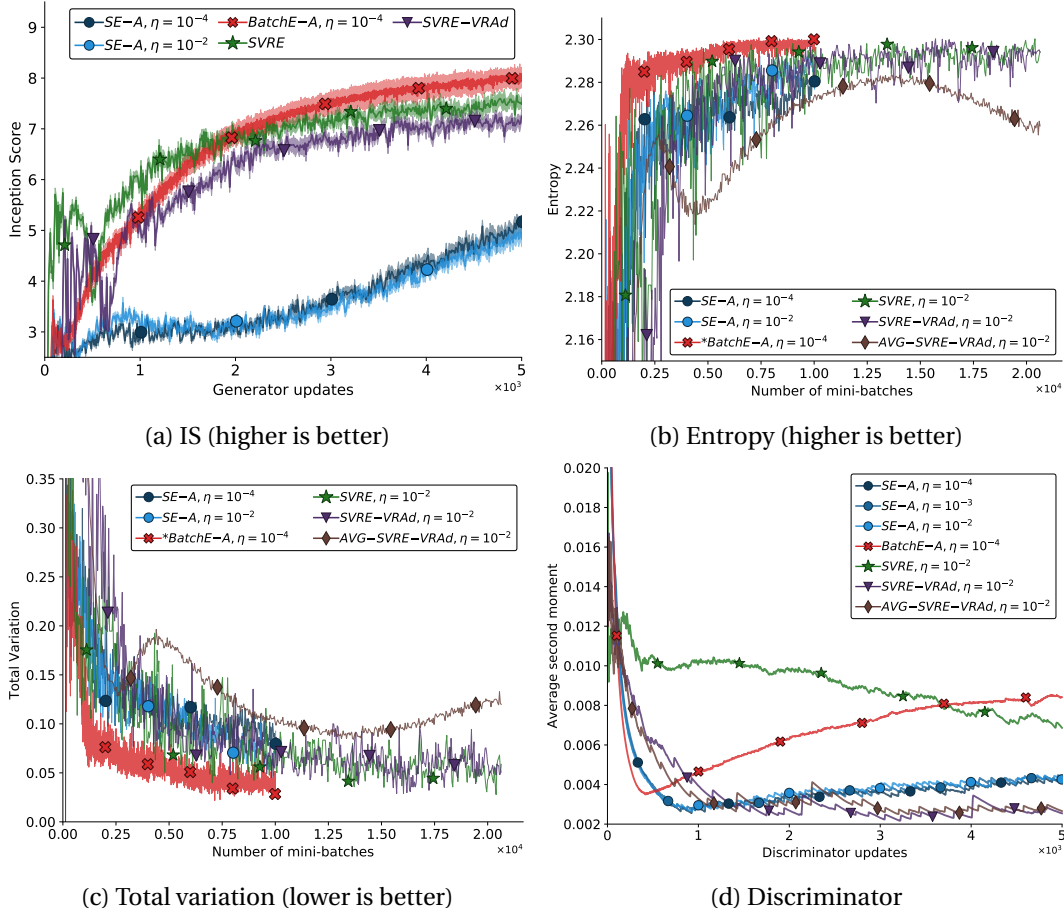 SE−A, η = 10⁻⁴
SE−A, η = 10⁻²
BatchE−A, η = 10⁻⁴
SVRE
SVRE−VRAd
Inception Score
9
8
7
6
5
4
3
0
1
2
3
4
5
×10³
Generator updates
(a) IS (higher is better)
Entropy
2.30
2.28
2.26
2.24
2.22
2.20
2.18
2.16
SE−A, η = 10⁻⁴
SE−A, η = 10⁻²
*BatchE−A, η = 10⁻⁴
SVRE, η = 10⁻²
SVRE−VRAd, η = 10⁻²
AVG−SVRE−VRAd, η = 10⁻²
0.00 0.25 0.50 0.75 1.00 1.25 1.50 1.75 2.00
×10⁴
Number of mini-batches
(b) Entropy (higher is better)
Total Variation
0.35
0.30
0.25
0.20
0.15
0.10
0.05
0.00
SE−A, η = 10⁻⁴
SE−A, η = 10⁻²
*BatchE−A, η = 10⁻⁴
SVRE, η = 10⁻²
SVRE−VRAd, η = 10⁻²
AVG−SVRE−VRAd, η = 10⁻²
0.00 0.25 0.50 0.75 1.00 1.25 1.50 1.75 2.00
×10⁴
Number of mini-batches
(c) Total variation (lower is better)
Average second moment
0.020
0.018
0.016
0.014
0.012
0.010
0.008
0.006
0.004
0.002
SE−A, η = 10⁻⁴
SE−A, η = 10⁻³
SE−A, η = 10⁻²
BatchE−A, η = 10⁻⁴
SVRE, η = 10⁻²
SVRE−VRAd, η = 10⁻²
AVG−SVRE−VRAd, η = 10⁻²
0 1 2 3 4 5
×10³
Discriminator updates
(d) Discriminator